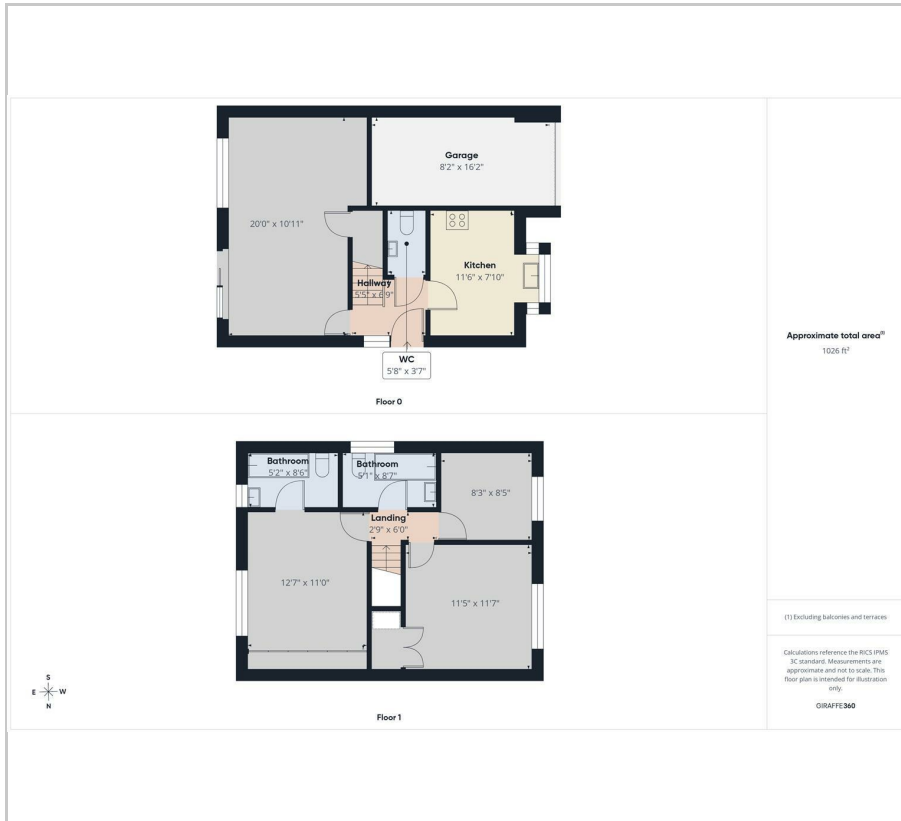 Garage
8'2" x 16'2"
20'0" x 10'11"
Kitchen
11'6" x 7'10"
Hallway
5'5" x 6'9"
WC
5'8" x 3'7"
Floor 0
Approximate total area(1)
1026 ft²
Bathroom
5'2" x 8'6"
Bathroom
5'1" x 8'7"
8'3" x 8'5"
Landing
2'9" x 6'0"
12'7" x 11'0"
11'5" x 11'7"
(1) Excluding balconies and terraces
Calculations reference the RICS IPMS
3C standard. Measurements are
approximate and not to scale. This
floor plan is intended for illustration
only.
GIRAFFE360
S
E W
N
Floor 1